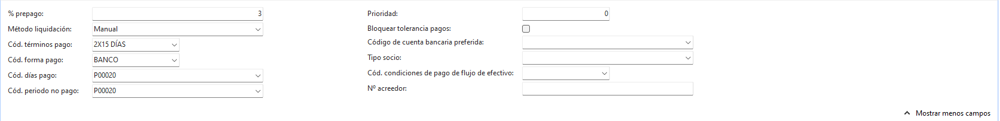 % prepago: 3
Método liquidación: Manual
Cód. términos pago: 2X15 DÍAS
Cód. forma pago: BANCO
Cód. días pago: P00020
Cód. periodo no pago: P00020
Prioridad: 0
Bloquear tolerancia pagos:
Código de cuenta bancaria preferida:
Tipo socio:
Cód. condiciones de pago de flujo de efectivo:
Nº acreedor:
Mostrar menos campos